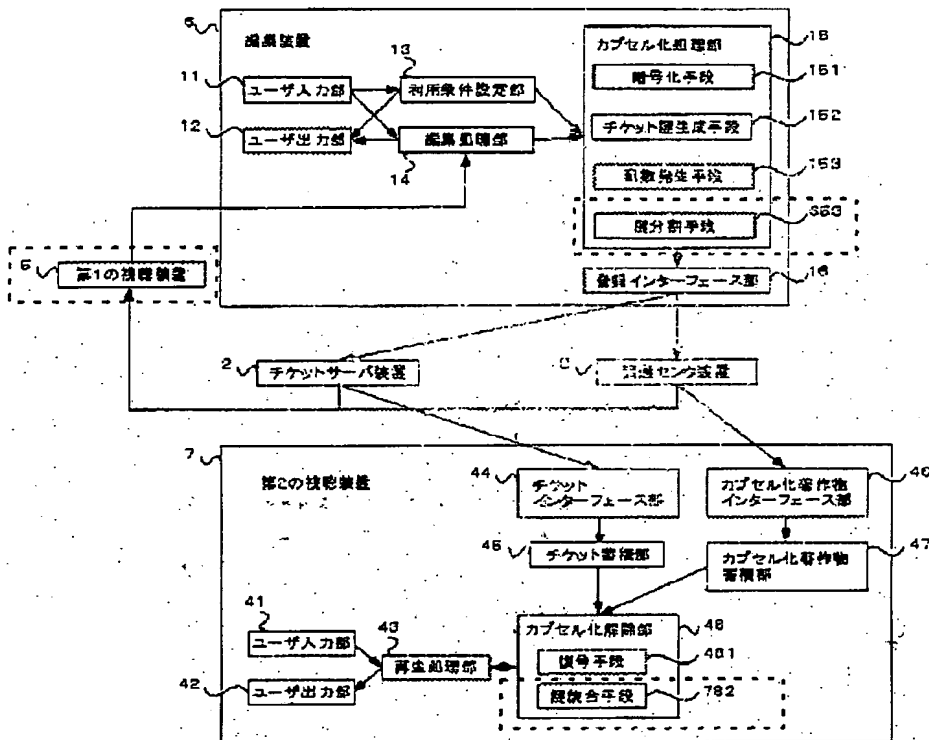 6
編集装置
11
ユーザ入力部
12
ユーザ出力部
13
利用条件設定部
編集処理部
14
カプセル化処理部
15
暗号化手段
151
チケット鍵生成手段
152
乱数発生手段
153
鍵分割手段
653
登録インターフェース部
16
5
第1の視聴装置
2
チケットサーバ装置
流通センタ装置
7
第2の視聴装置
44
チケット
インターフェース部
46
カプセル化著作物
インターフェース部
45
チケット蓄積部
47
カプセル化著作物
蓄積部
41
ユーザ入力部
42
ユーザ出力部
43
再生処理部
カプセル化解除部
48
復号手段
481
鍵統合手段
782